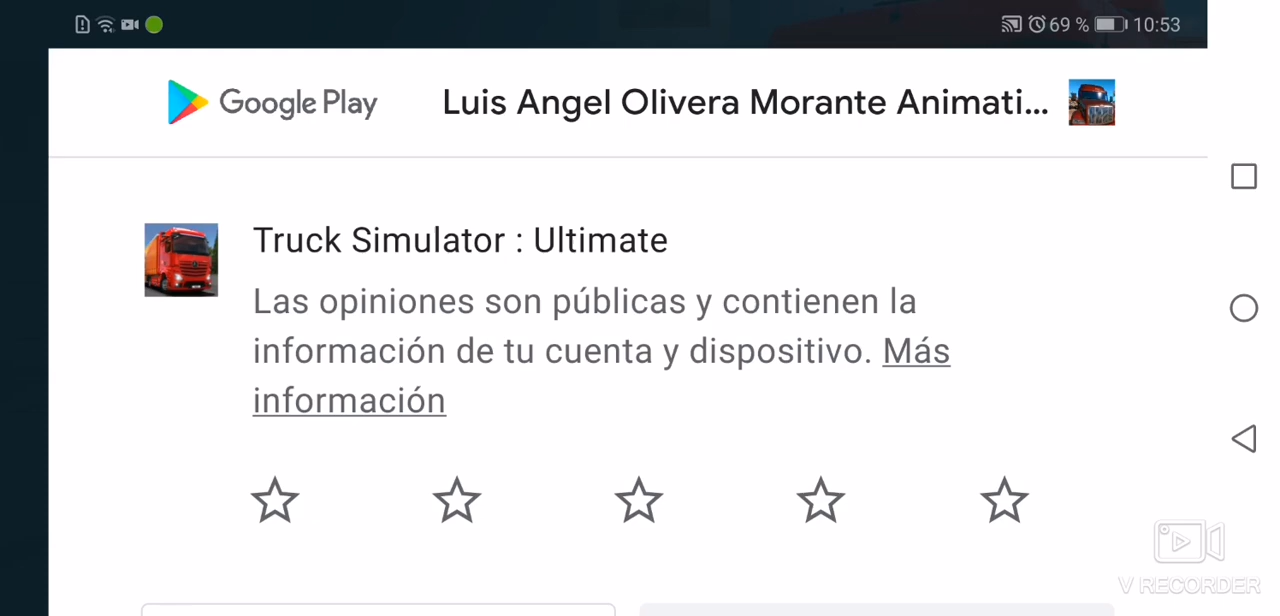 69 % 10:53
Google Play Luis Angel Olivera Morante Animati...
Truck Simulator : Ultimate
Las opiniones son públicas y contienen la
información de tu cuenta y dispositivo. Más
información
V RECORDER